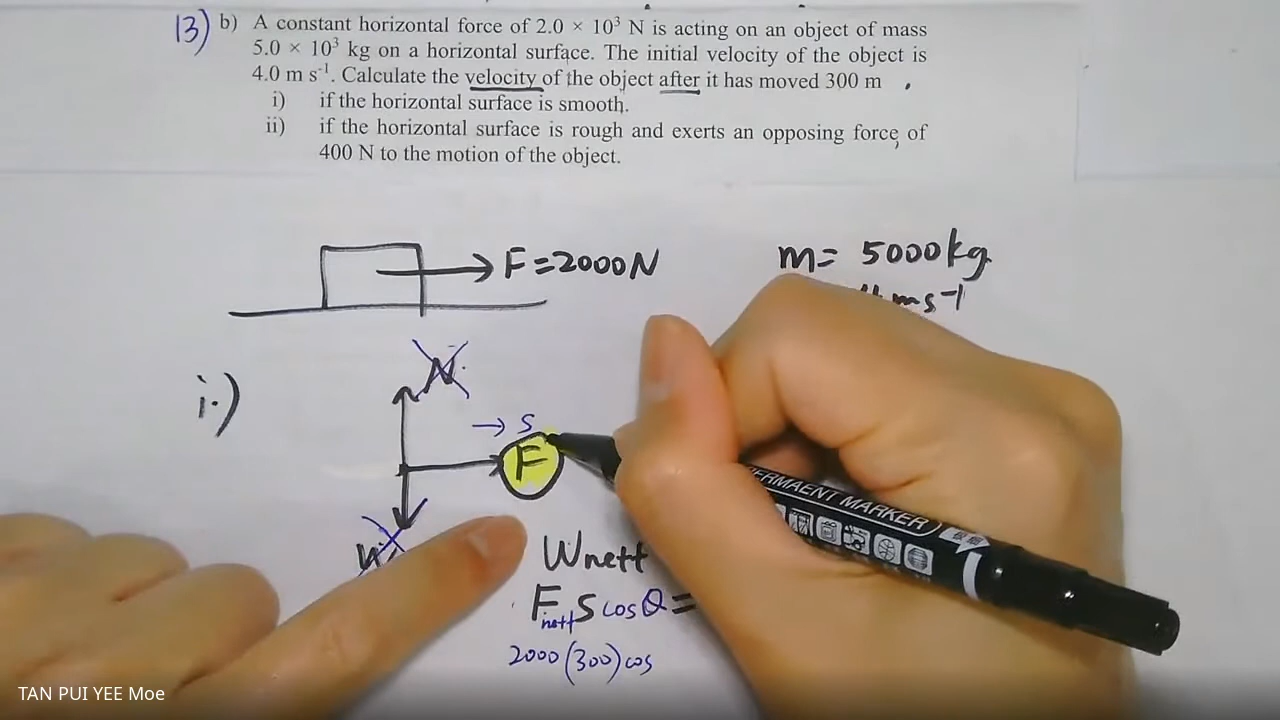 13) b) A constant horizontal force of 2.0 × 10³ N is acting on an object of mass
5.0 × 10³ kg on a horizontal surface. The initial velocity of the object is
4.0 m s⁻¹. Calculate the velocity of the object after it has moved 300 m
i) if the horizontal surface is smooth.
ii) if the horizontal surface is rough and exerts an opposing force of
400 N to the motion of the object.
F=2000N
m= 5000kg
ms⁻¹
i.)
N
→ s
F
W
Wnett
Fnett s cosθ =
2000(300)cos
PERMAENT MARKER
TAN PUI YEE Moe